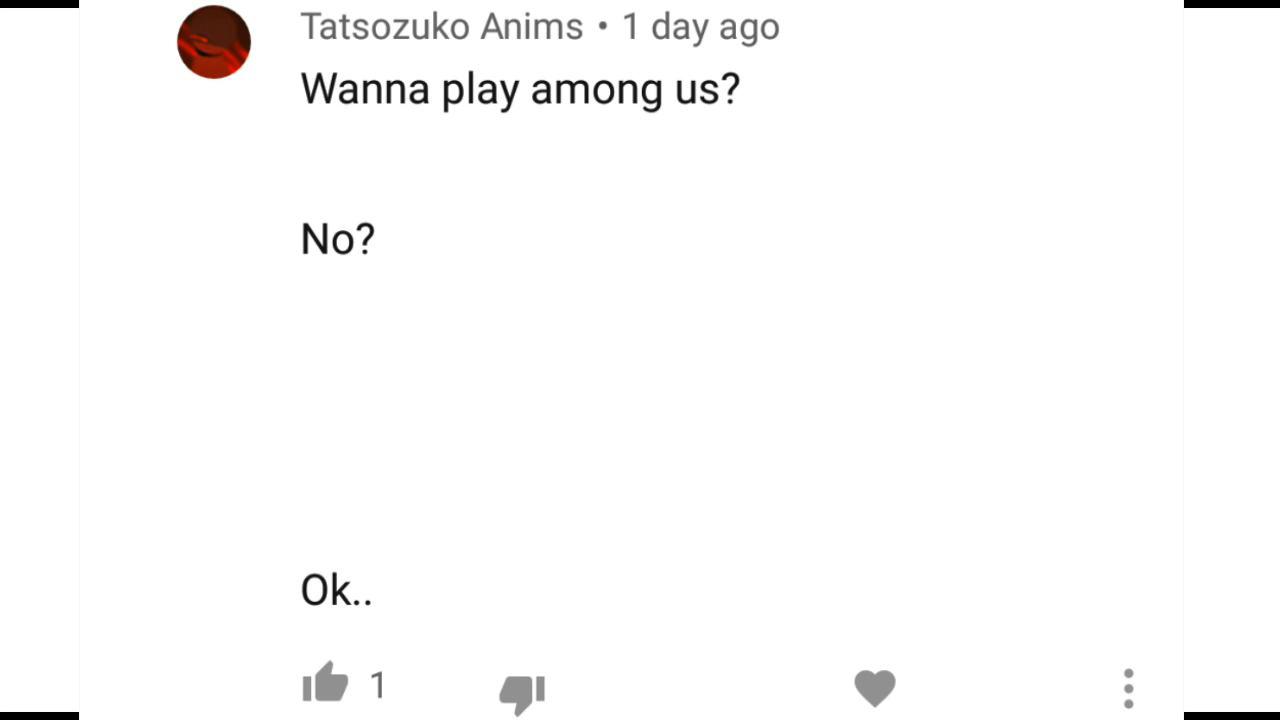 Tatsozuko Anims • 1 day ago
Wanna play among us?
No?
Ok..
1